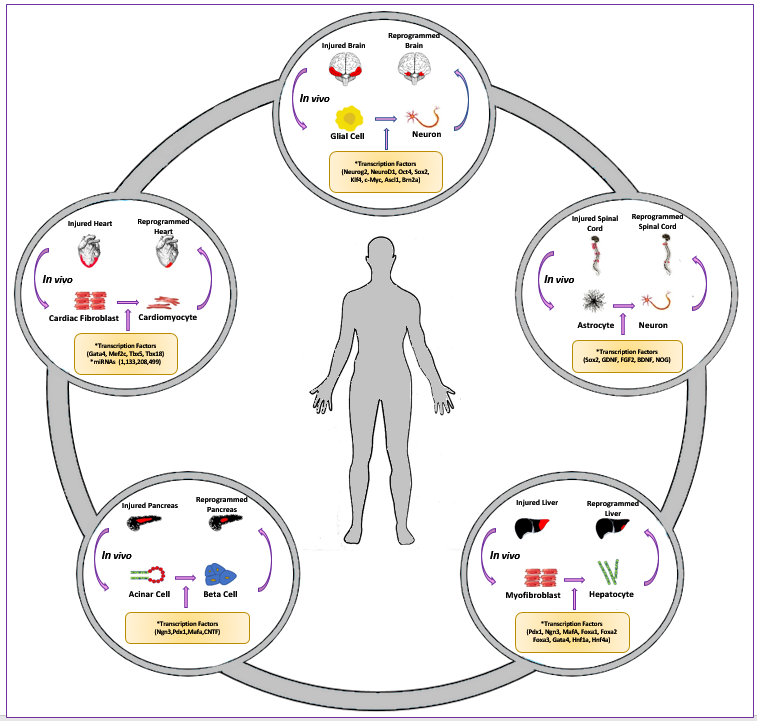 Injured Brain
Reprogrammed
Brain
In vivo
Glial Cell
Neuron
*Transcription Factors
(Neurog2, NeuroD1, Oct4, Sox2,
Klf4, c-Myc, Ascl1, Brn2a)
Injured Heart
Reprogrammed
Heart
In vivo
Cardiac Fibroblast
Cardiomyocyte
*Transcription Factors
(Gata4, Mef2c, Tbx5, Tbx18)
*miRNAs (1,133,208,499)
Injured Spinal
Cord
Reprogrammed
Spinal Cord
In vivo
Astrocyte
Neuron
*Transcription Factors
(Sox2, GDNF, FGF2, BDNF, NOG)
Injured Pancreas
Reprogrammed
Pancreas
In vivo
Acinar Cell
Beta Cell
*Transcription Factors
(Ngn3,Pdx1,Mafa,CNTF)
Injured Liver
Reprogrammed
Liver
In vivo
Myofibroblast
Hepatocyte
*Transcription Factors
(Pdx1, Ngn3, MafA, Foxa1, Foxa2
Foxa3, Gata4, Hnf1a, Hnf4a)